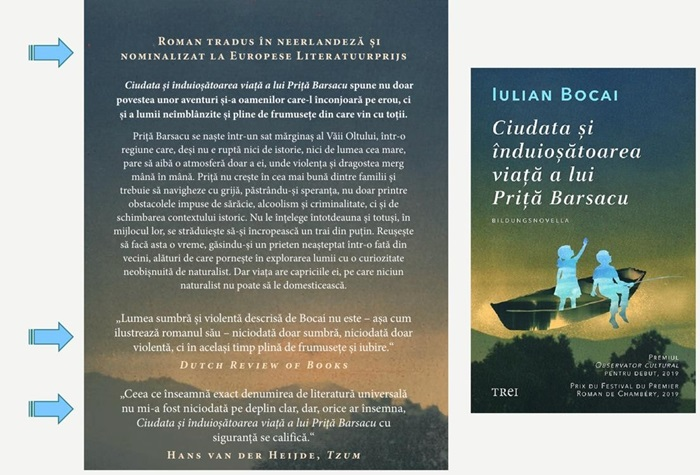 ROMAN TRADUS ÎN NEERLANDEZĂ ȘI
NOMINALIZAT LA EUROPESE LITERATUURPRIJS
Ciudata și înduioșătoarea viață a lui Priță Barsacu spune nu doar
povestea unor aventuri și-a oamenilor care-l înconjoară pe erou, ci
și a lumii neîmblânzite și pline de frumusețe din care vin cu toții.
Priță Barsacu se naște într-un sat mărginaș al Văii Oltului, într-o
regiune care, deși nu e ruptă nici de istorie, nici de lumea cea mare,
pare să aibă o atmosferă doar a ei, unde violența și dragostea merg
mână în mână. Priță nu crește în cea mai bună dintre familii și
trebuie să navigheze cu grijă, păstrându-și speranța, nu doar printre
obstacolele impuse de sărăcie, alcoolism și criminalitate, ci și de
schimbarea contextului istoric. Nu le înțelege întotdeauna și totuși, în
mijlocul lor, se străduiește să-și încropească un trai din puțin. Reușește
să facă asta o vreme, găsindu-și un prieten neașteptat într-o fată din
vecini, alături de care pornește în explorarea lumii cu o curiozitate
neobișnuită de naturalist. Dar viața are capriciile ei, pe care niciun
naturalist nu poate să le domesticească.
„Lumea sumbră și violentă descrisă de Bocai nu este – așa cum
ilustrează romanul său – niciodată doar sumbră, niciodată doar
violentă, ci în același timp plină de frumusețe și iubire.“
DUTCH REVIEW OF BOOKS
„Ceea ce înseamnă exact denumirea de literatură universală
nu mi-a fost niciodată pe deplin clar, dar, orice ar însemna,
Ciudata și înduioșătoarea viață a lui Priță Barsacu cu
siguranță se califică.“
HANS VAN DER HEIJDE, TZUM
IULIAN BOCAI
Ciudata și
înduioșătoarea
viață a lui
Priță Barsacu
BILDUNGSNOVELLA
PREMIUL
OBSERVATOR CULTURAL
PENTRU DEBUT, 2019
TREI
PRIX DU FESTIVAL DU PREMIER
ROMAN DE CHAMBÉRY, 2019